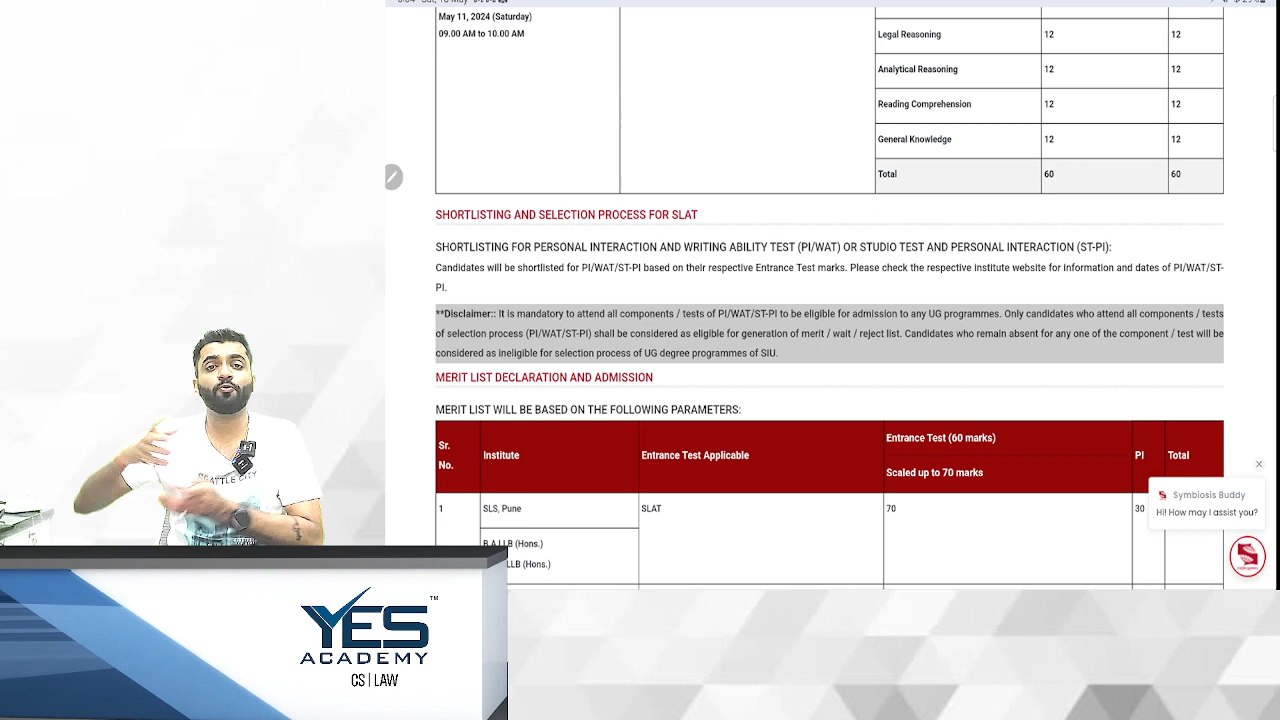 May 11, 2024 (Saturday)
09.00 AM to 10.00 AM
Legal Reasoning 12 12
Analytical Reasoning 12 12
Reading Comprehension 12 12
General Knowledge 12 12
Total 60 60
SHORTLISTING AND SELECTION PROCESS FOR SLAT
SHORTLISTING FOR PERSONAL INTERACTION AND WRITING ABILITY TEST (PI/WAT) OR STUDIO TEST AND PERSONAL INTERACTION (ST-PI):
Candidates will be shortlisted for PI/WAT/ST-PI based on their respective Entrance Test marks. Please check the respective institute website for information and dates of PI/WAT/ST-
PI.
**Disclaimer:: It is mandatory to attend all components / tests of PI/WAT/ST-PI to be eligible for admission to any UG programmes. Only candidates who attend all components / tests
of selection process (PI/WAT/ST-PI) shall be considered as eligible for generation of merit / wait / reject list. Candidates who remain absent for any one of the component / test will be
considered as ineligible for selection process of UG degree programmes of SIU.
MERIT LIST DECLARATION AND ADMISSION
MERIT LIST WILL BE BASED ON THE FOLLOWING PARAMETERS:
Sr. No. Institute Entrance Test Applicable Entrance Test (60 marks) PI Total
Scaled up to 70 marks
1 SLS, Pune SLAT 70 30
B.A LLB (Hons.)
LLB (Hons.)
Symbiosis Buddy
Hi! How may I assist you?
SEATTLE CITY
YES™
ACADEMY
CS | LAW